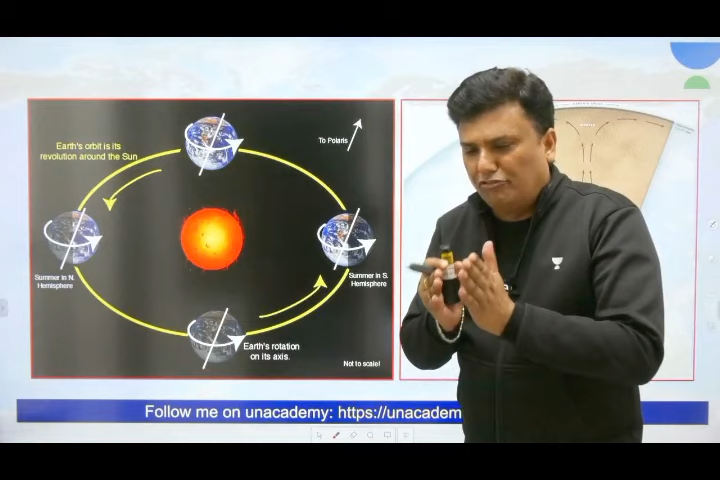 Earth's orbit is its
revolution around the Sun
To Polaris
Summer in N.
Hemisphere
Summer in S.
Hemisphere
Earth's rotation
on its axis.
Not to scale!
Follow me on unacademy: https://unacadem